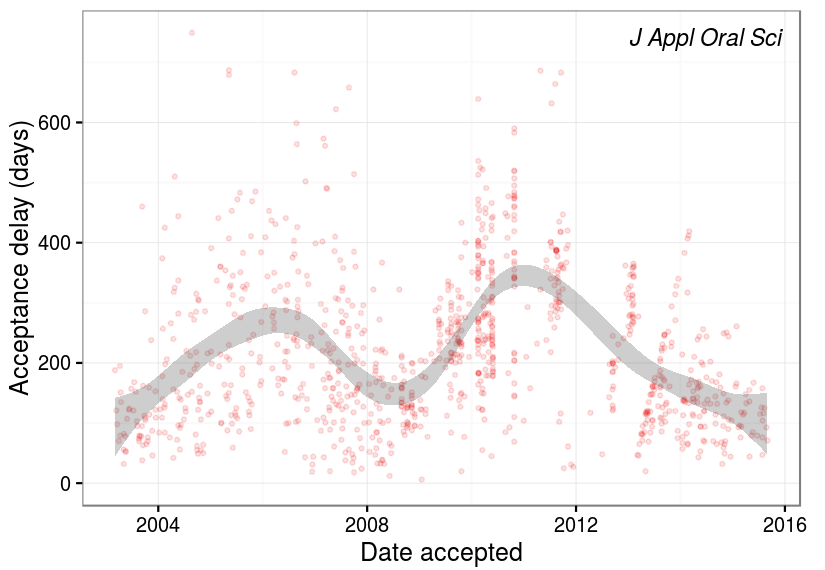 J Appl Oral Sci
Acceptance delay (days)
600
400
200
0
2004 2008 2012 2016
Date accepted